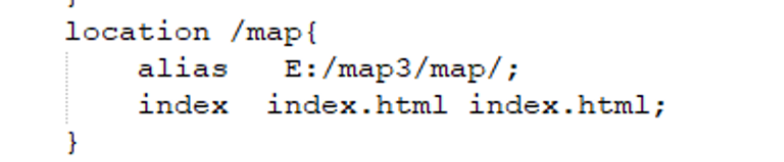 location /map{
alias E:/map3/map/;
index index.html index.html;
}